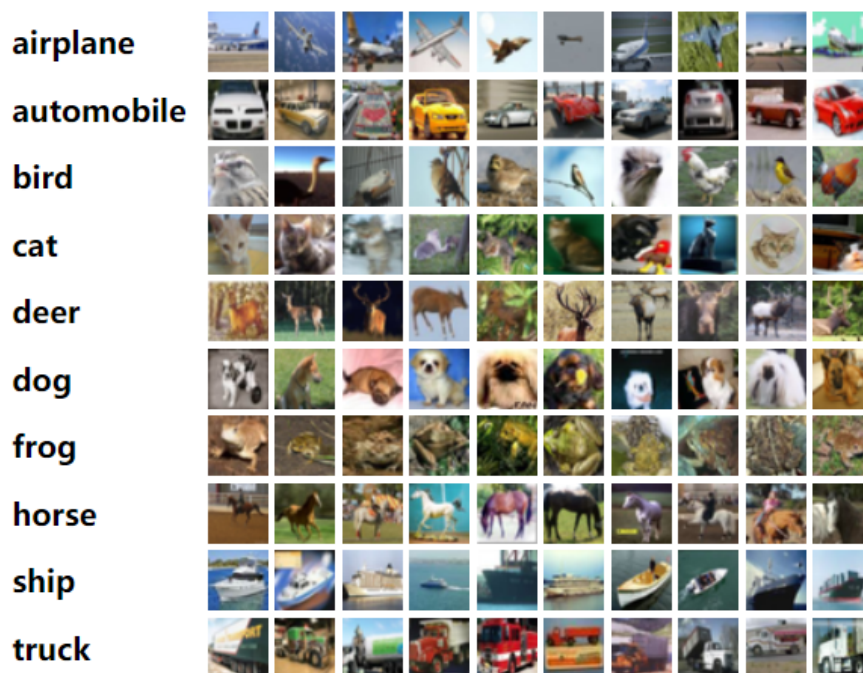 airplane
automobile
bird
cat
deer
dog
frog
horse
ship
truck